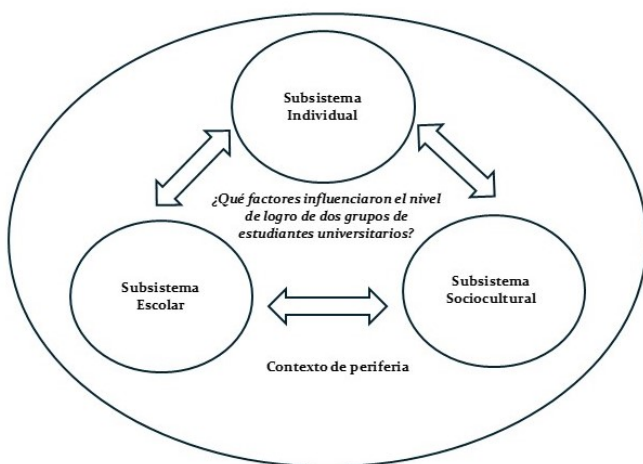 Subsistema
Individual
¿Qué factores influenciaron el nivel
de logro de dos grupos de
estudiantes universitarios?
Subsistema
Escolar
Subsistema
Sociocultural
Contexto de periferia